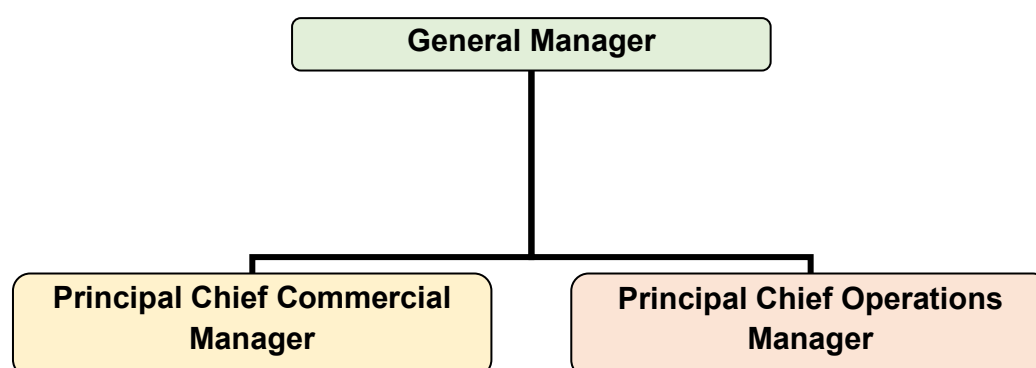 General Manager
Principal Chief Commercial
Manager
Principal Chief Operations
Manager